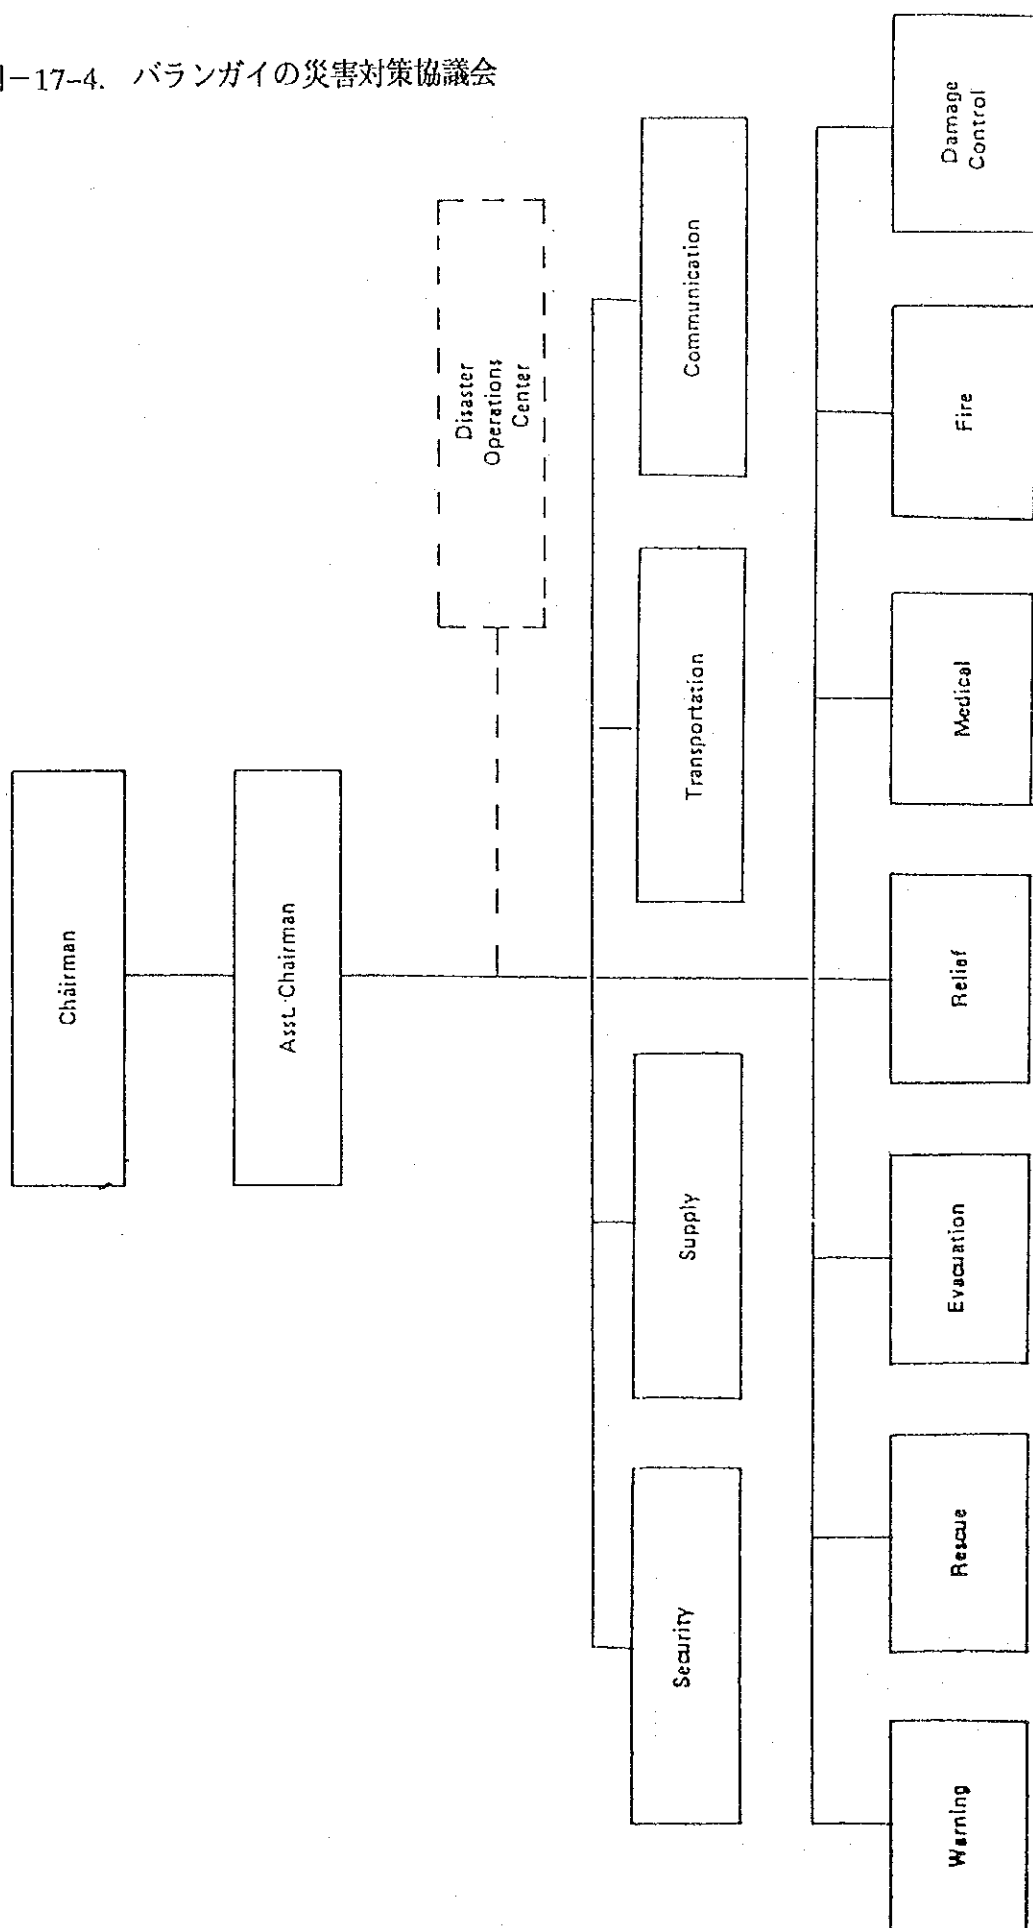 －17-4. バランガイの災害対策協議会
Chairman
Asst. Chairman
Disaster
Operations
Center
Security
Supply
Transportation
Communication
Warning
Rescue
Evacuation
Relief
Medical
Fire
Damage
Control